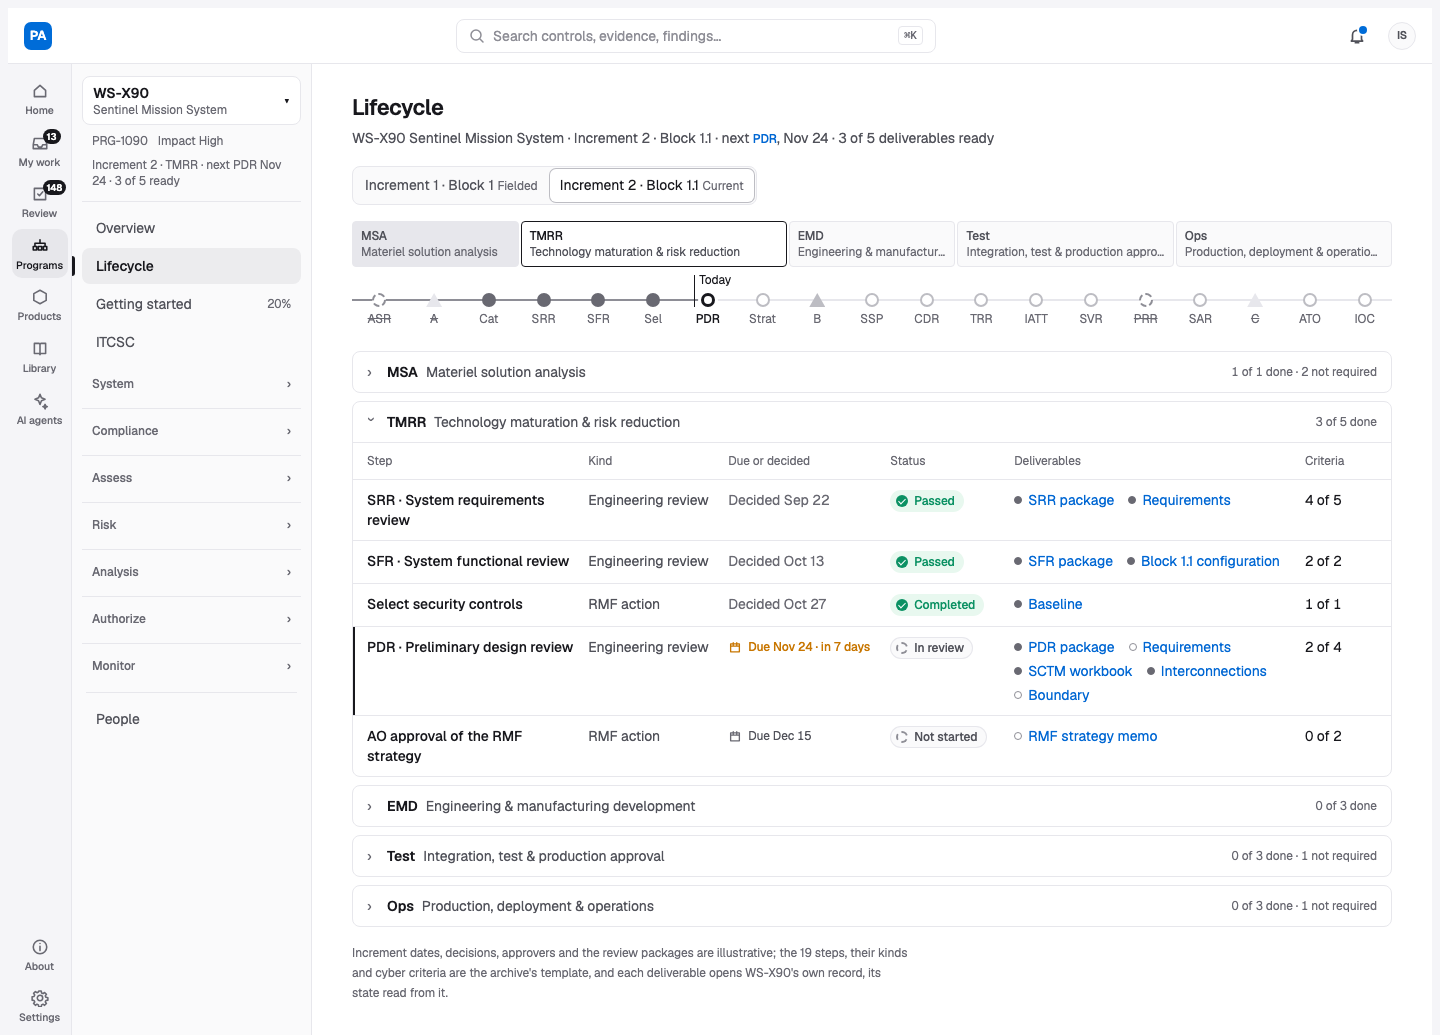 PA
Search controls, evidence, findings...
⌘K
IS
Home
13
My work
148
Review
Programs
Products
Library
AI agents
About
Settings
WS-X90
Sentinel Mission System
PRG-1090 Impact High
Increment 2 · TMRR · next PDR Nov
24 · 3 of 5 ready
Overview
Lifecycle
Getting started 20%
ITCSC
System
Compliance
Assess
Risk
Analysis
Authorize
Monitor
People
Lifecycle
WS-X90 Sentinel Mission System · Increment 2 · Block 1.1 · next PDR, Nov 24 · 3 of 5 deliverables ready
Increment 1 · Block 1 Fielded
Increment 2 · Block 1.1 Current
MSA
Materiel solution analysis
TMRR
Technology maturation & risk reduction
EMD
Engineering & manufactur...
Test
Integration, test & production appro...
Ops
Production, deployment & operatio...
Today
ASR A Cat SRR SFR Sel PDR Strat B SSP CDR TRR IATT SVR PRR SAR C ATO IOC
MSA Materiel solution analysis 1 of 1 done · 2 not required
TMRR Technology maturation & risk reduction 3 of 5 done
Step Kind Due or decided Status Deliverables Criteria
SRR · System requirements Engineering review Decided Sep 22 Passed SRR package Requirements 4 of 5
review
SFR · System functional review Engineering review Decided Oct 13 Passed SFR package Block 1.1 configuration 2 of 2
Select security controls RMF action Decided Oct 27 Completed Baseline 1 of 1
PDR · Preliminary design review Engineering review Due Nov 24 · in 7 days In review PDR package Requirements 2 of 4
SCTM workbook Interconnections
Boundary
AO approval of the RMF RMF action Due Dec 15 Not started RMF strategy memo 0 of 2
strategy
EMD Engineering & manufacturing development 0 of 3 done
Test Integration, test & production approval 0 of 3 done · 1 not required
Ops Production, deployment & operations 0 of 3 done · 1 not required
Increment dates, decisions, approvers and the review packages are illustrative; the 19 steps, their kinds
and cyber criteria are the archive's template, and each deliverable opens WS-X90's own record, its
state read from it.